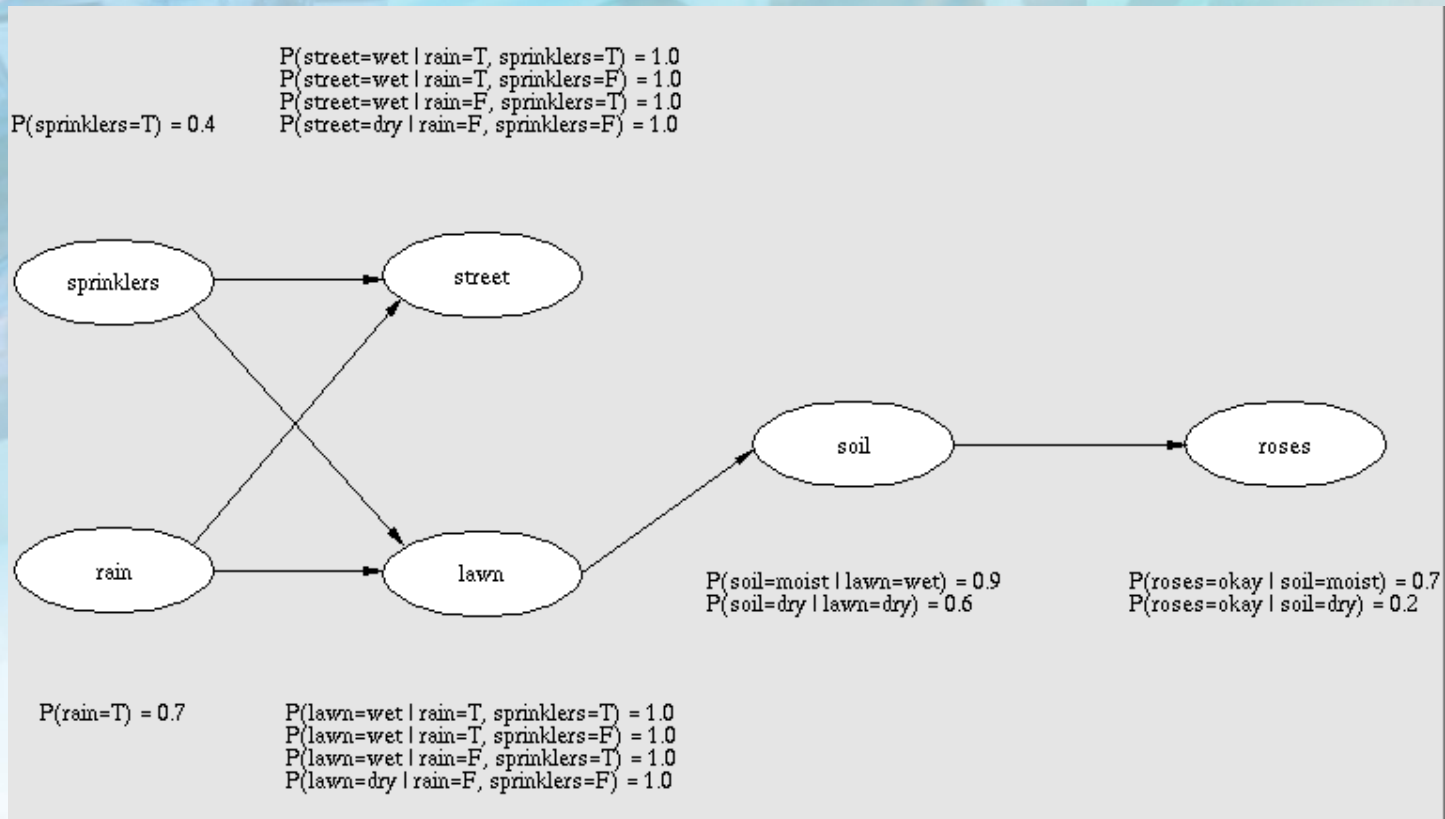 P(street=wet | rain=T, sprinklers=T) = 1.0
P(street=wet | rain=T, sprinklers=F) = 1.0
P(street=wet | rain=F, sprinklers=T) = 1.0
P(sprinklers=T) = 0.4
P(street=dry | rain=F, sprinklers=F) = 1.0
sprinklers
street
soil
roses
rain
lawn
P(soil=moist | lawn=wet) = 0.9
P(soil=dry | lawn=dry) = 0.6
P(roses=okay | soil=moist) = 0.7
P(roses=okay | soil=dry) = 0.2
P(rain=T) = 0.7
P(lawn=wet | rain=T, sprinklers=T) = 1.0
P(lawn=wet | rain=T, sprinklers=F) = 1.0
P(lawn=wet | rain=F, sprinklers=T) = 1.0
P(lawn=dry | rain=F, sprinklers=F) = 1.0